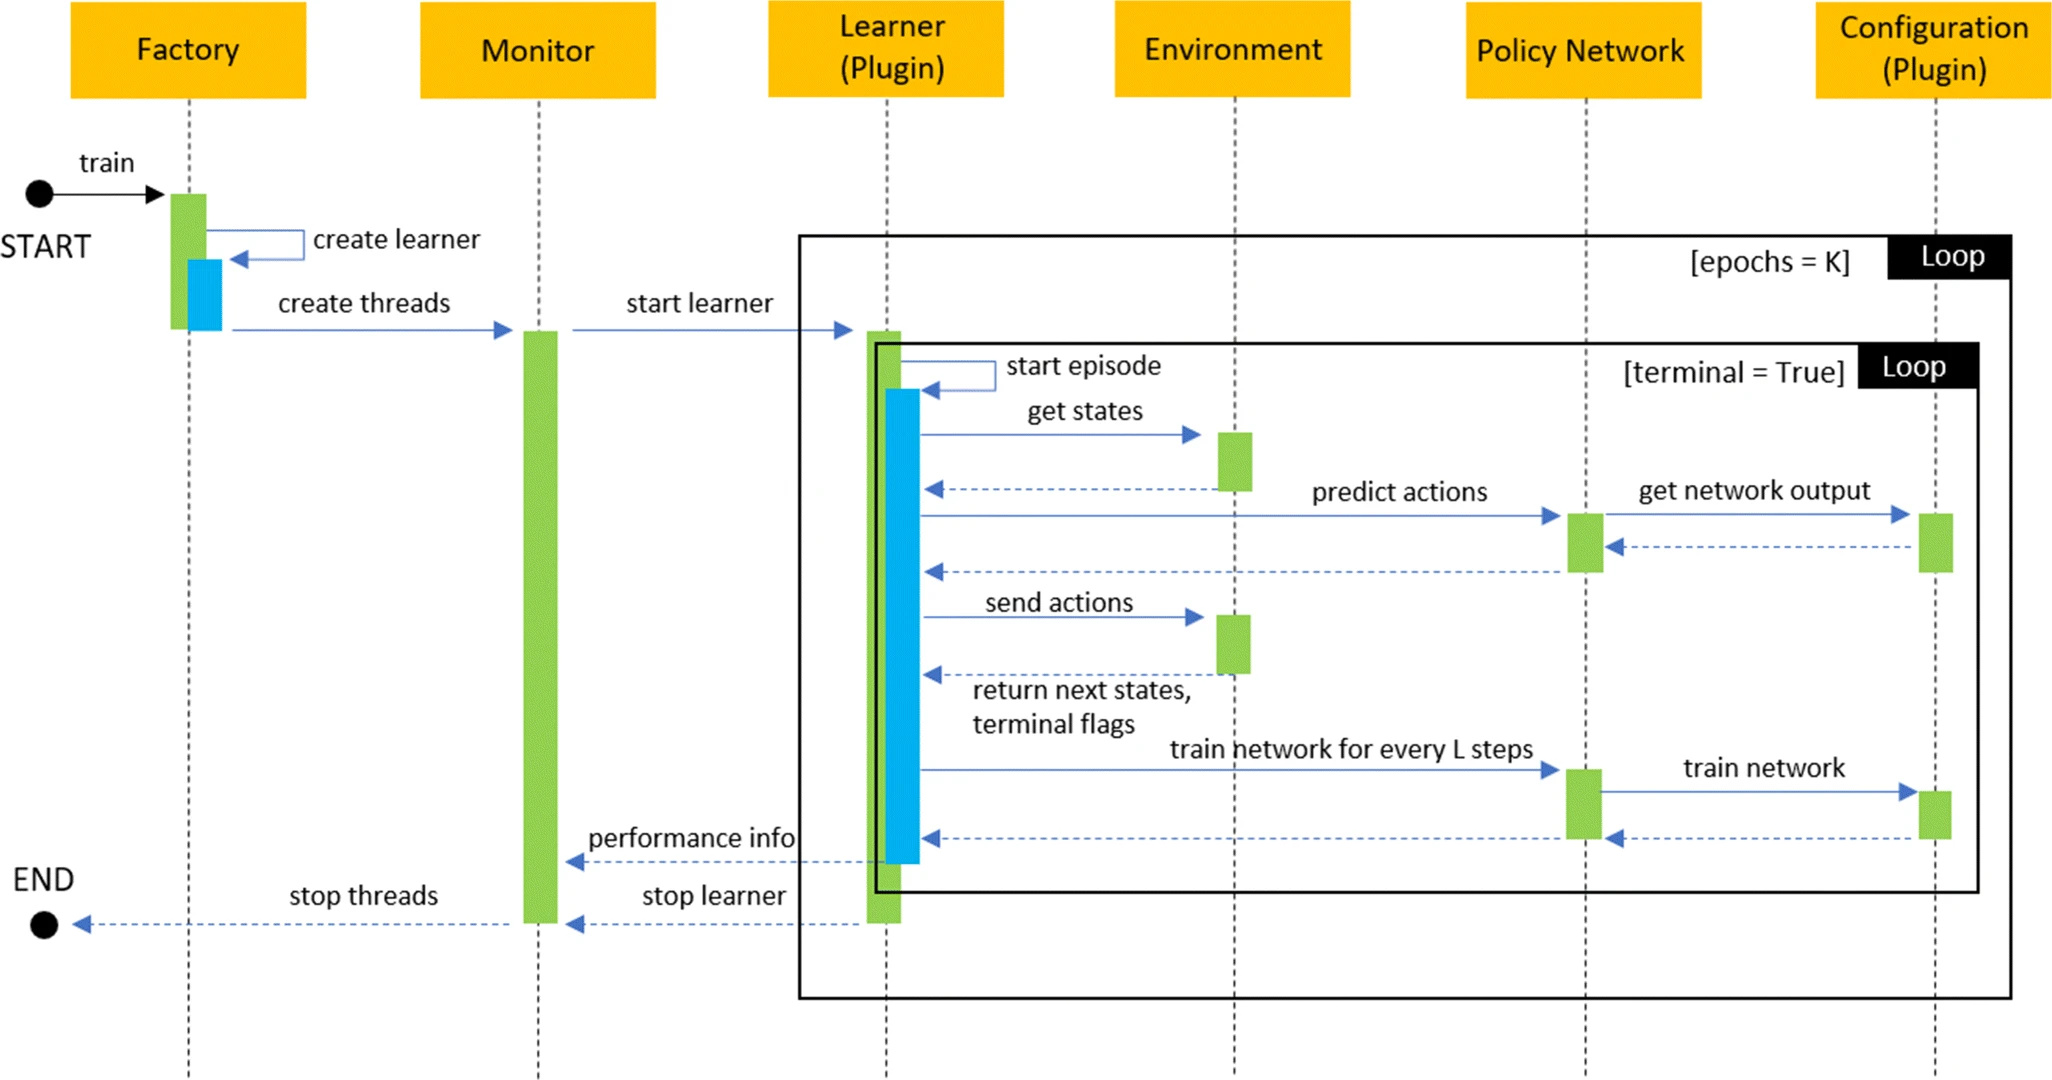 Factory
Monitor
Learner
(Plugin)
Environment
Policy Network
Configuration
(Plugin)
train
START
create learner
create threads
start learner
[epochs = K]
Loop
start episode
[terminal = True]
Loop
get states
predict actions
get network output
send actions
return next states,
terminal flags
train network for every L steps
train network
performance info
END
stop threads
stop learner